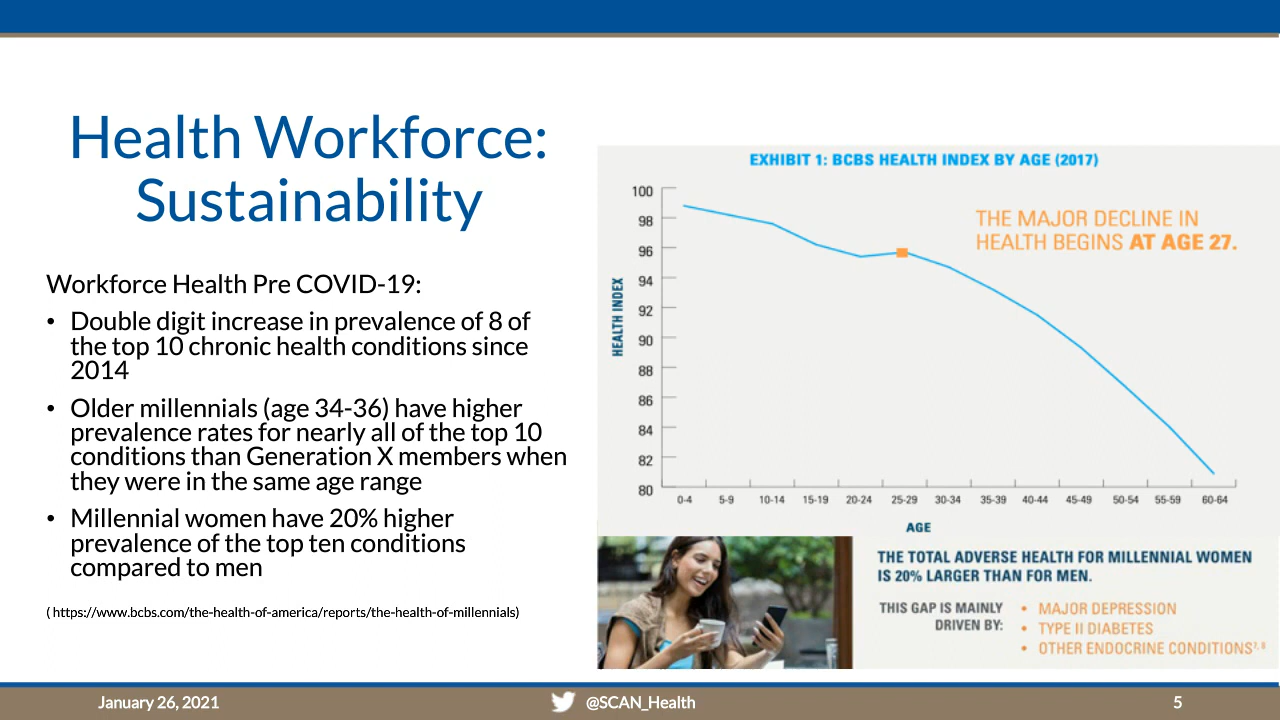 Health Workforce:
Sustainability
Workforce Health Pre COVID-19:
• Double digit increase in prevalence of 8 of
the top 10 chronic health conditions since
2014
• Older millennials (age 34-36) have higher
prevalence rates for nearly all of the top 10
conditions than Generation X members when
they were in the same age range
• Millennial women have 20% higher
prevalence of the top ten conditions
compared to men
( https://www.bcbs.com/the-health-of-america/reports/the-health-of-millennials)
EXHIBIT 1: BCBS HEALTH INDEX BY AGE (2017)
THE MAJOR DECLINE IN
HEALTH BEGINS AT AGE 27.
HEALTH INDEX
100
98
96
94
92
90
88
86
84
82
80
0-4 5-9 10-14 15-19 20-24 25-29 30-34 35-39 40-44 45-49 50-54 55-59 60-64
AGE
THE TOTAL ADVERSE HEALTH FOR MILLENNIAL WOMEN
IS 20% LARGER THAN FOR MEN.
THIS GAP IS MAINLY
DRIVEN BY:
• MAJOR DEPRESSION
• TYPE II DIABETES
• OTHER ENDOCRINE CONDITIONS7, 8
January 26, 2021
@SCAN_Health
5